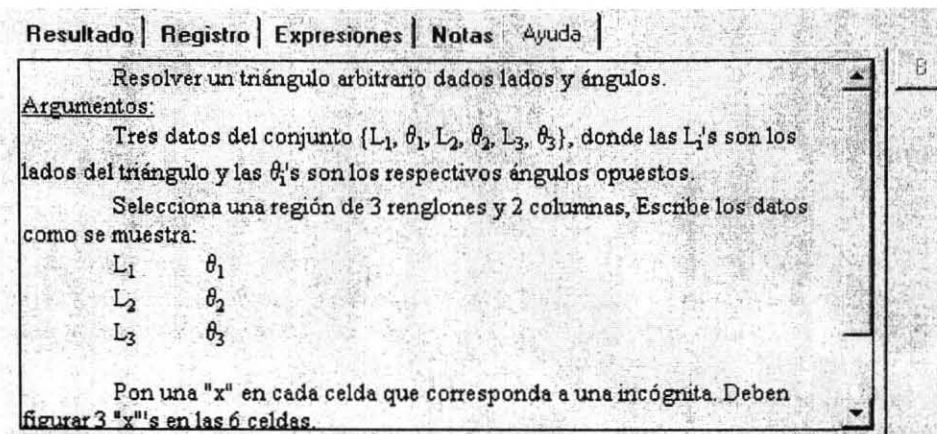 Resultado Registro Expresiones Notas Ayuda
B
Resolver un triángulo arbitrario dados lados y ángulos.
Argumentos:
Tres datos del conjunto {L₁, θ₁, L₂, θ₂, L₃, θ₃}, donde las Lᵢ's son los
lados del triángulo y las θᵢ's son los respectivos ángulos opuestos.
Selecciona una región de 3 renglones y 2 columnas, Escribe los datos
como se muestra:
L₁ θ₁
L₂ θ₂
L₃ θ₃
Pon una "x" en cada celda que corresponda a una incógnita. Deben
figurar 3 "x"'s en las 6 celdas.